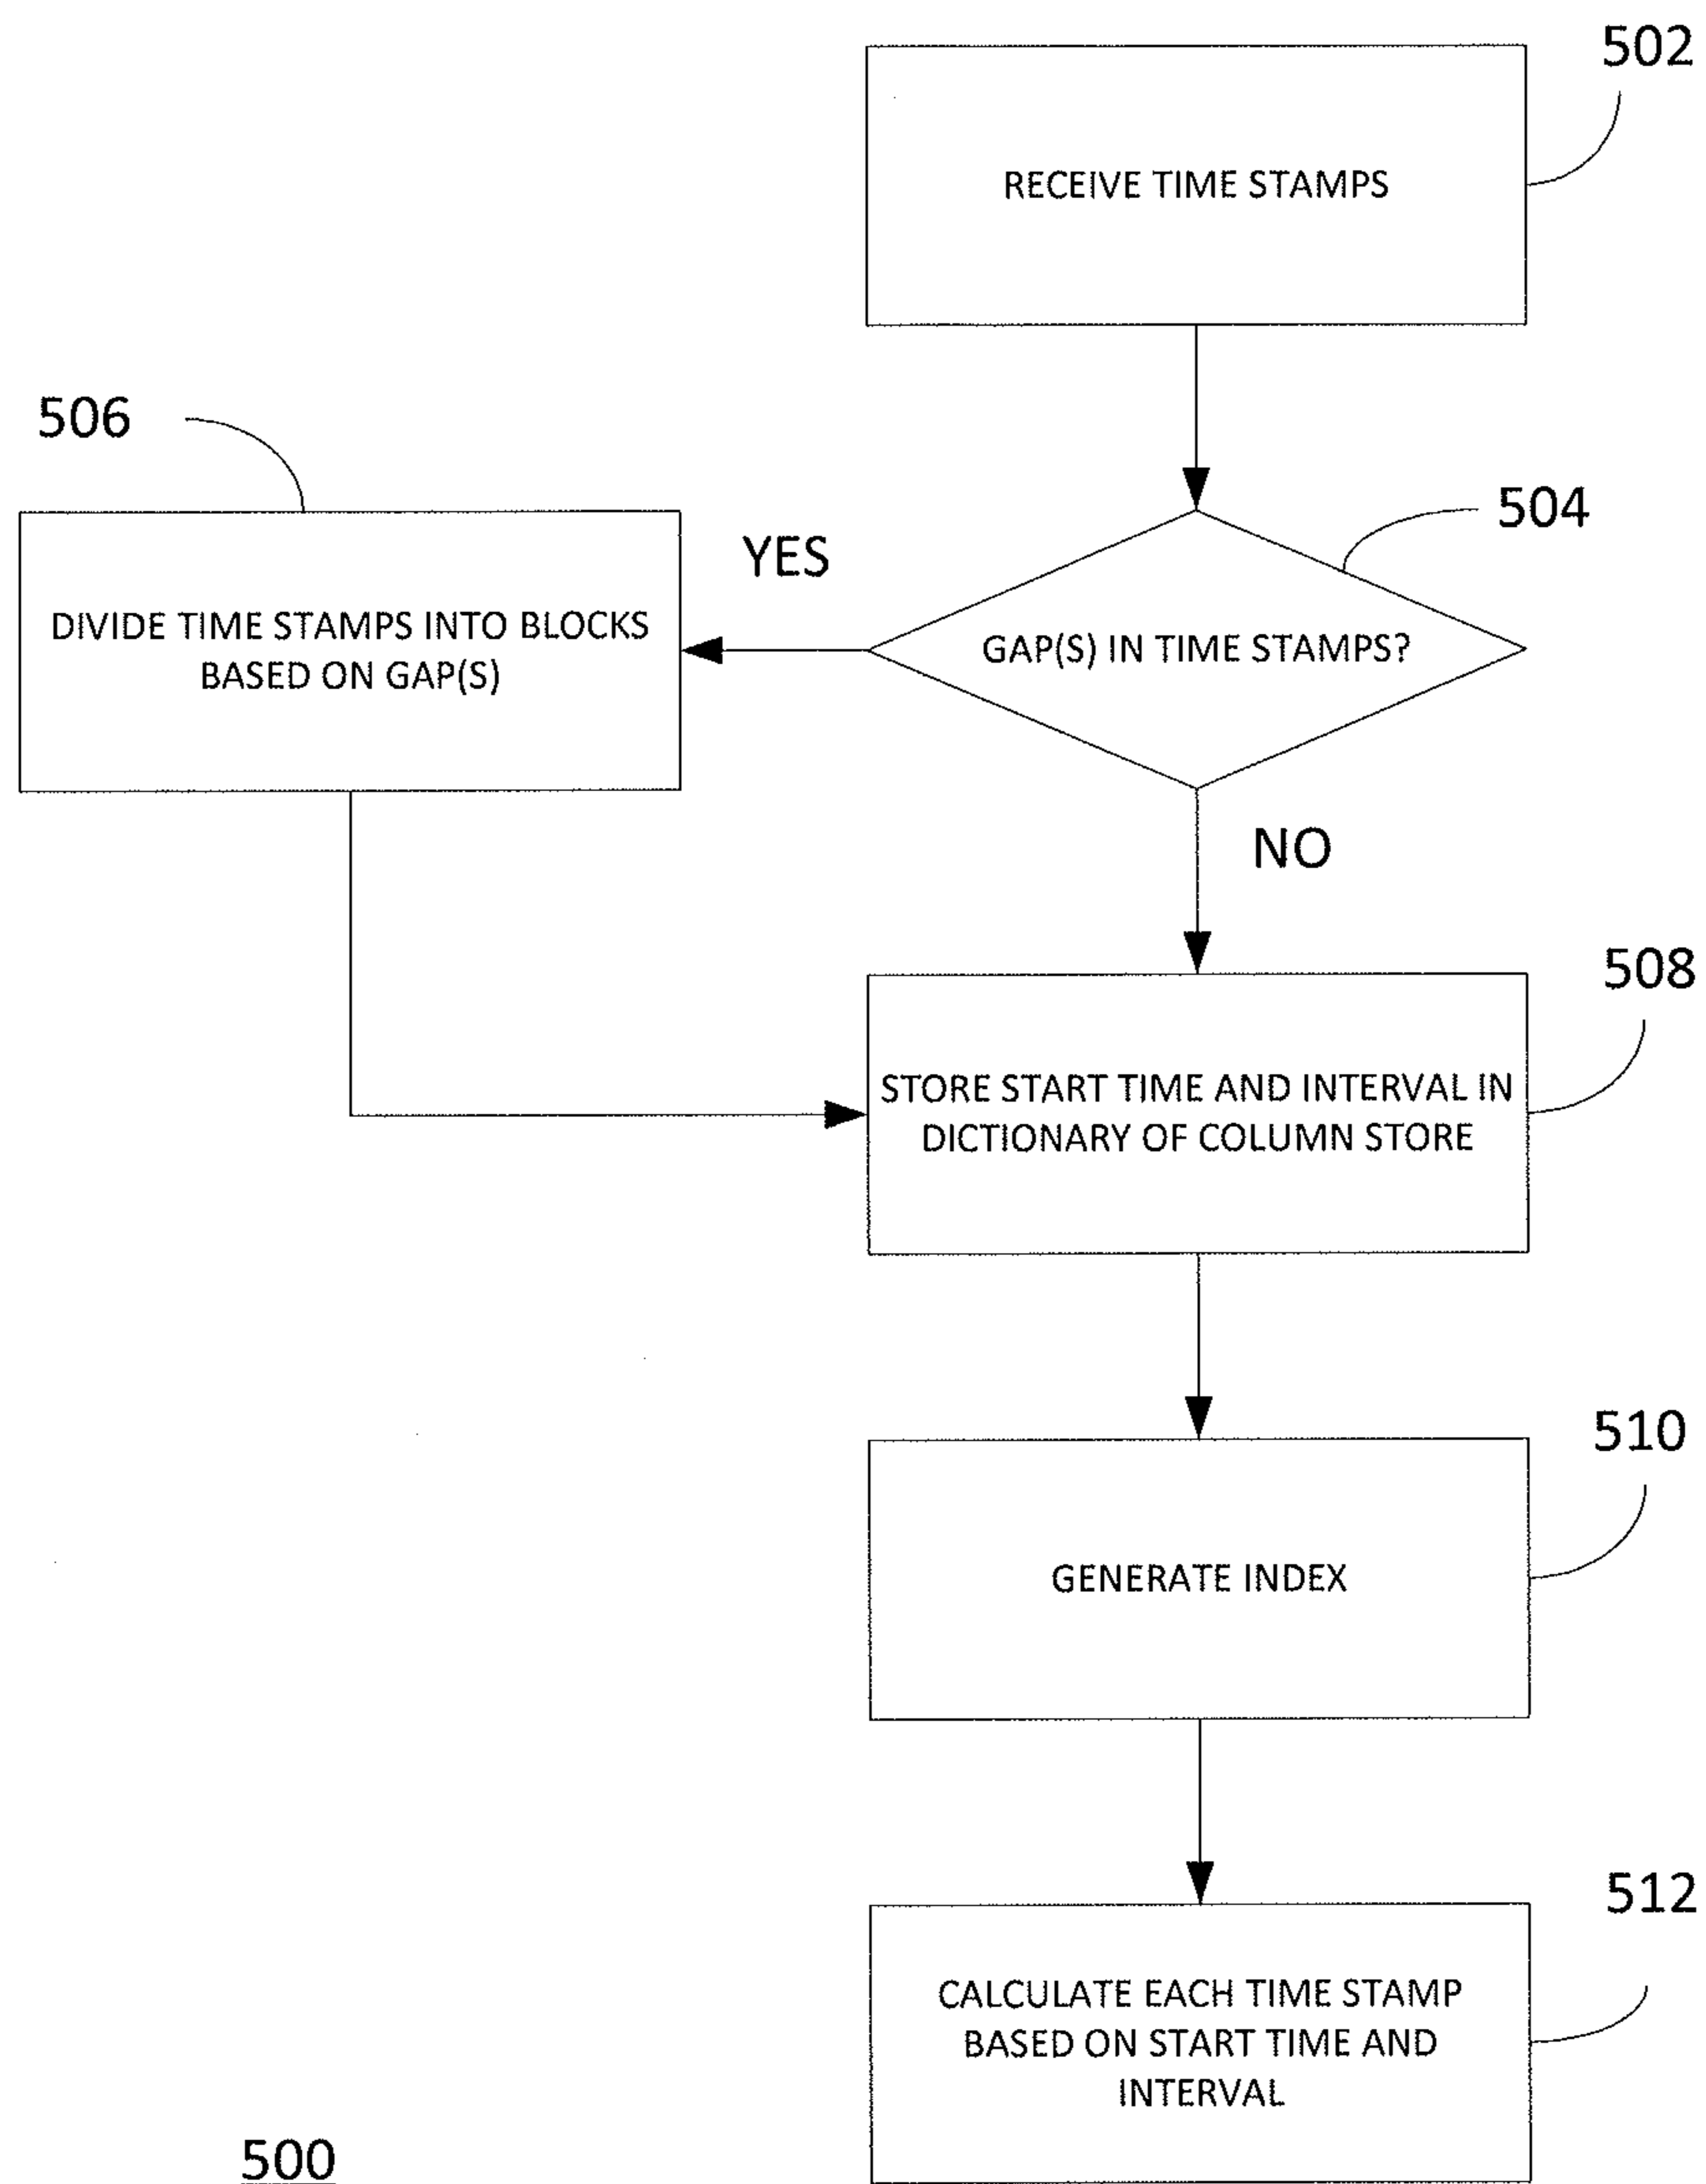 502
RECEIVE TIME STAMPS
506
504
YES
DIVIDE TIME STAMPS INTO BLOCKS
BASED ON GAP(S)
GAP(S) IN TIME STAMPS?
NO
508
STORE START TIME AND INTERVAL IN
DICTIONARY OF COLUMN STORE
510
GENERATE INDEX
512
CALCULATE EACH TIME STAMP
BASED ON START TIME AND
INTERVAL
500